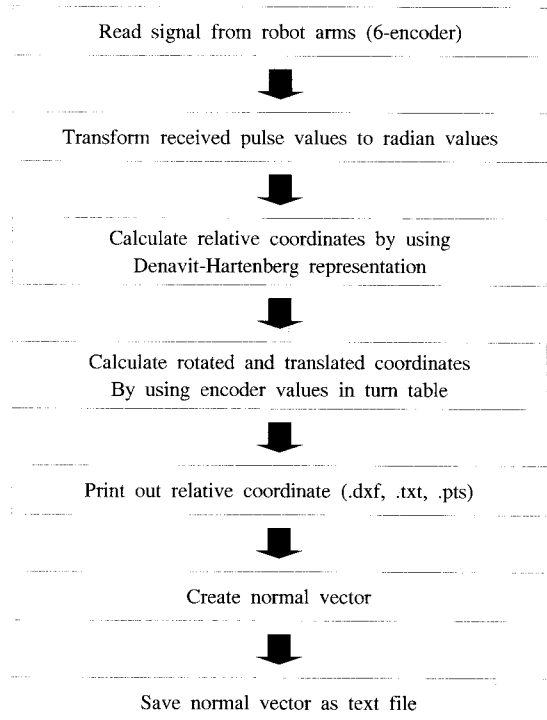 Read signal from robot arms (6-encoder)
Transform received pulse values to radian values
Calculate relative coordinates by using
Denavit-Hartenberg representation
Calculate rotated and translated coordinates
By using encoder values in turn table
Print out relative coordinate (.dxf, .txt, .pts)
Create normal vector
Save normal vector as text file